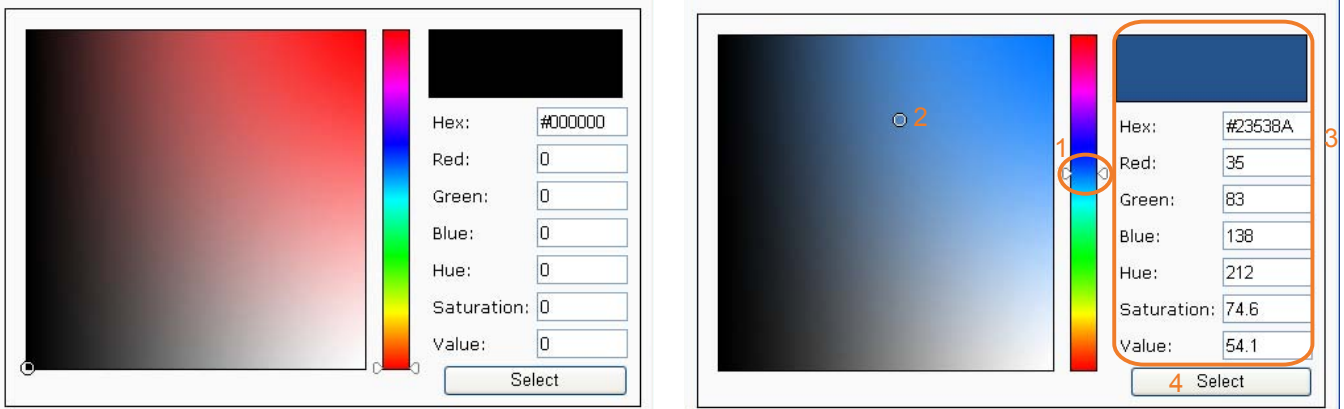 Hex: #000000
Red: 0
Green: 0
Blue: 0
Hue: 0
Saturation: 0
Value: 0
Select
1
2
3
Hex: #23538A
Red: 35
Green: 83
Blue: 138
Hue: 212
Saturation: 74.6
Value: 54.1
4 Select